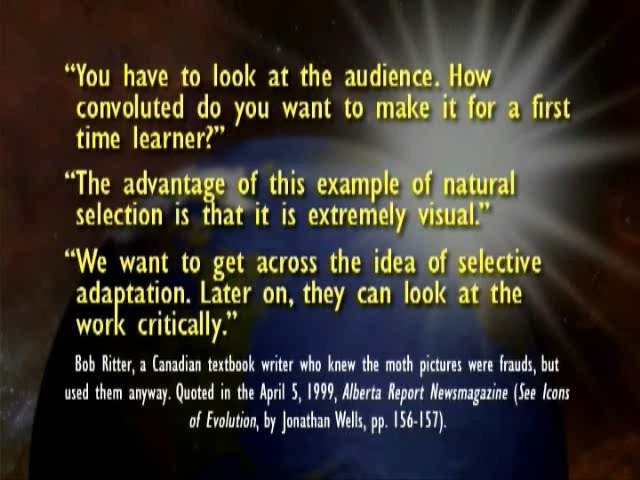 “You have to look at the audience. How
convoluted do you want to make it for a first
time learner?”
“The advantage of this example of natural
selection is that it is extremely visual.”
“We want to get across the idea of selective
adaptation. Later on, they can look at the
work critically.”
Bob Ritter, a Canadian textbook writer who knew the moth pictures were frauds, but
used them anyway. Quoted in the April 5, 1999, Alberta Report Newsmagazine (See Icons
of Evolution, by Jonathan Wells, pp. 156-157).